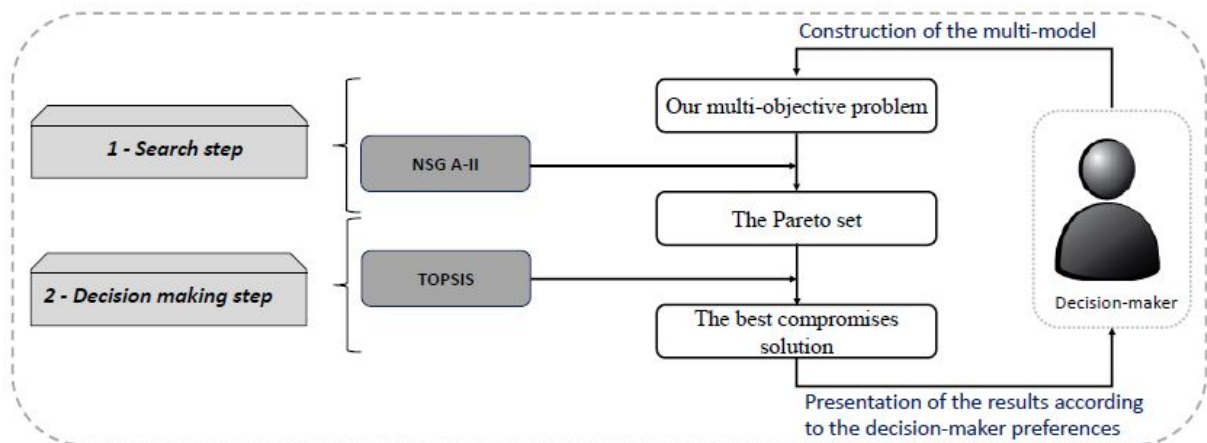 Construction of the multi-model
Our multi-objective problem
1 - Search step
NSG A-II
The Pareto set
TOPSIS
2 - Decision making step
Decision-maker
The best compromises
solution
Presentation of the results according
to the decision-maker preferences